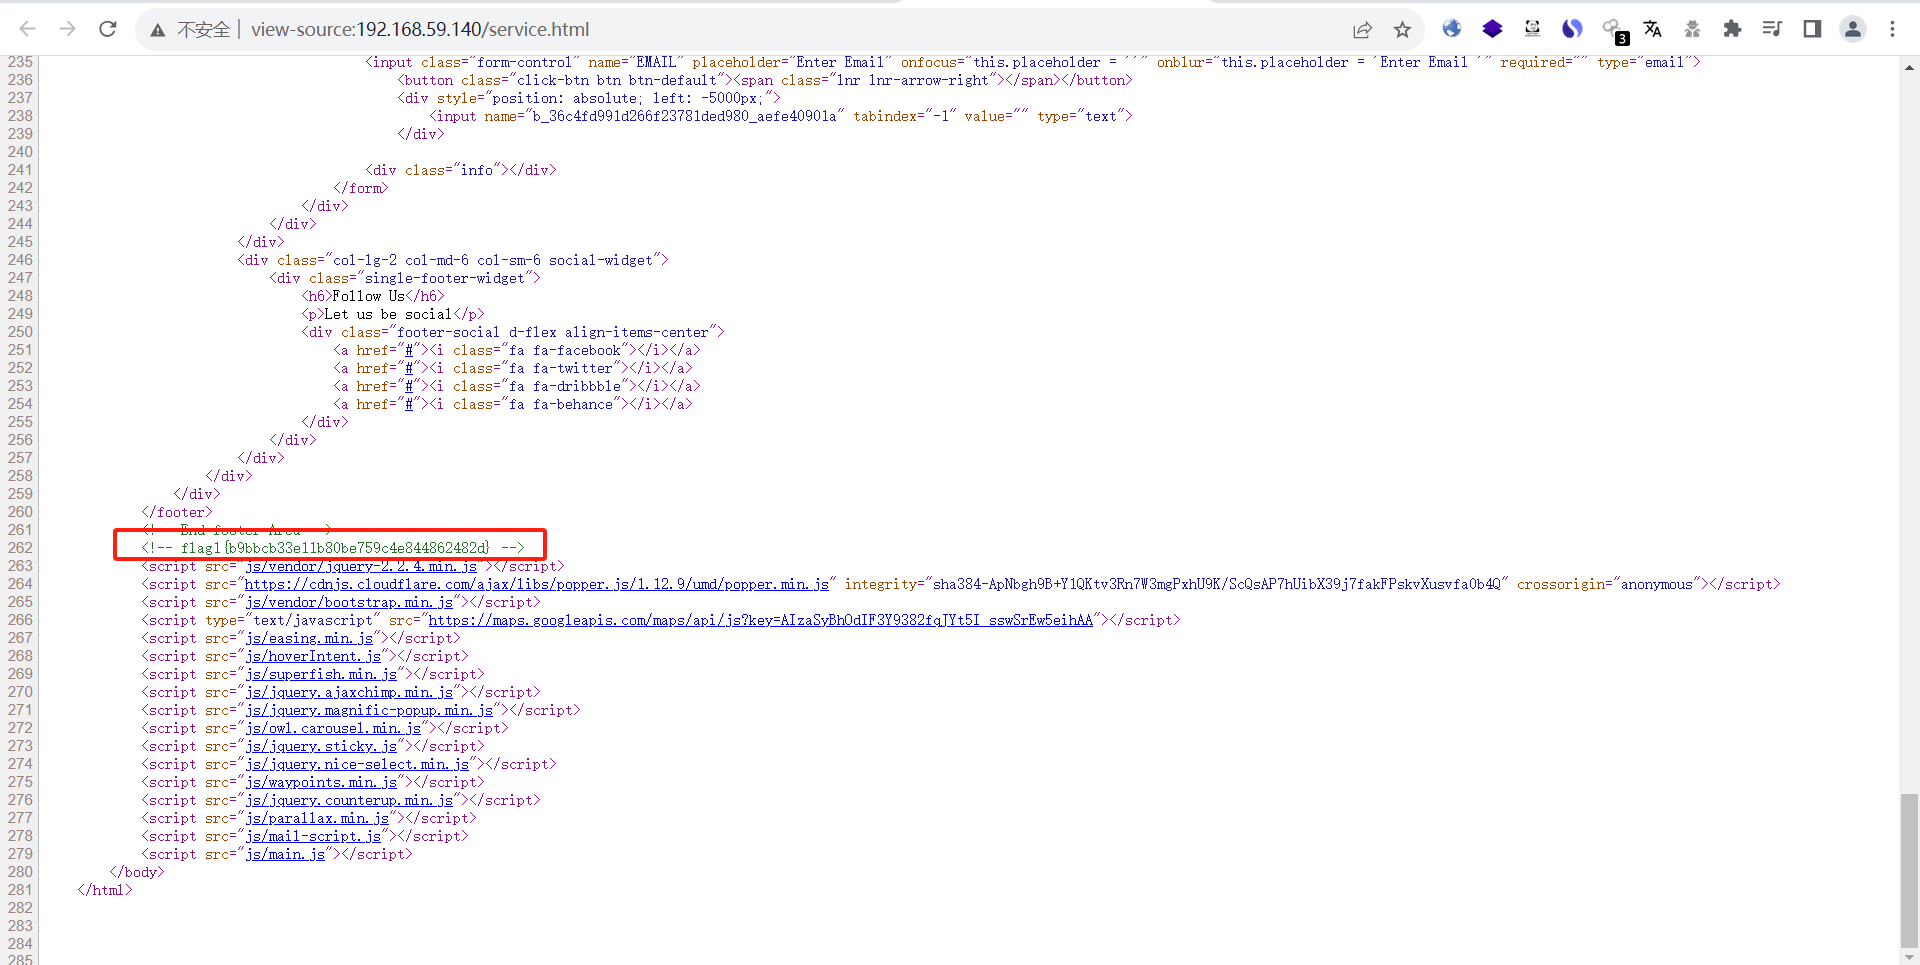 不安全 | view-source:192.168.59.140/service.html
3
235 <input class="form-control" name="EMAIL" placeholder="Enter Email" onfocus="this.placeholder = ''" onblur="this.placeholder = 'Enter Email '" required="" type="email">
236 <button class="click-btn btn btn-default"><span class="lnr lnr-arrow-right"></span></button>
237 <div style="position: absolute; left: -5000px;">
238 <input name="b_36c4fd991d266f23781ded980_aefe40901a" tabindex="-1" value="" type="text">
239 </div>
240
241 <div class="info"></div>
242 </form>
243 </div>
244 </div>
245 </div>
246 <div class="col-lg-2 col-md-6 col-sm-6 social-widget">
247 <div class="single-footer-widget">
248 <h6>Follow Us</h6>
249 <p>Let us be social</p>
250 <div class="footer-social d-flex align-items-center">
251 <a href="#"><i class="fa fa-facebook"></i></a>
252 <a href="#"><i class="fa fa-twitter"></i></a>
253 <a href="#"><i class="fa fa-dribbble"></i></a>
254 <a href="#"><i class="fa fa-behance"></i></a>
255 </div>
256 </div>
257 </div>
258 </div>
259 </div>
260 </footer>
261 <!-- End footer Area -->
262 <!-- flag1{b9bbcb33e11b80be759c4e844862482d} -->
263 <script src="js/vendor/jquery-2.2.4.min.js"></script>
264 <script src="https://cdnjs.cloudflare.com/ajax/libs/popper.js/1.12.9/umd/popper.min.js" integrity="sha384-ApNbgh9B+Y1QKtv3Rn7W3mgPxhU9K/ScQsAP7hUibX39j7fakFPskvXusvfa0b4Q" crossorigin="anonymous"></script>
265 <script src="js/vendor/bootstrap.min.js"></script>
266 <script type="text/javascript" src="https://maps.googleapis.com/maps/api/js?key=AIzaSyBhOdIF3Y9382fqJYt5I_sswSrEw5eihAA"></script>
267 <script src="js/easing.min.js"></script>
268 <script src="js/hoverIntent.js"></script>
269 <script src="js/superfish.min.js"></script>
270 <script src="js/jquery.ajaxchimp.min.js"></script>
271 <script src="js/jquery.magnific-popup.min.js"></script>
272 <script src="js/owl.carousel.min.js"></script>
273 <script src="js/jquery.sticky.js"></script>
274 <script src="js/jquery.nice-select.min.js"></script>
275 <script src="js/waypoints.min.js"></script>
276 <script src="js/jquery.counterup.min.js"></script>
277 <script src="js/parallax.min.js"></script>
278 <script src="js/mail-script.js"></script>
279 <script src="js/main.js"></script>
280 </body>
281 </html>
282
283
284
285